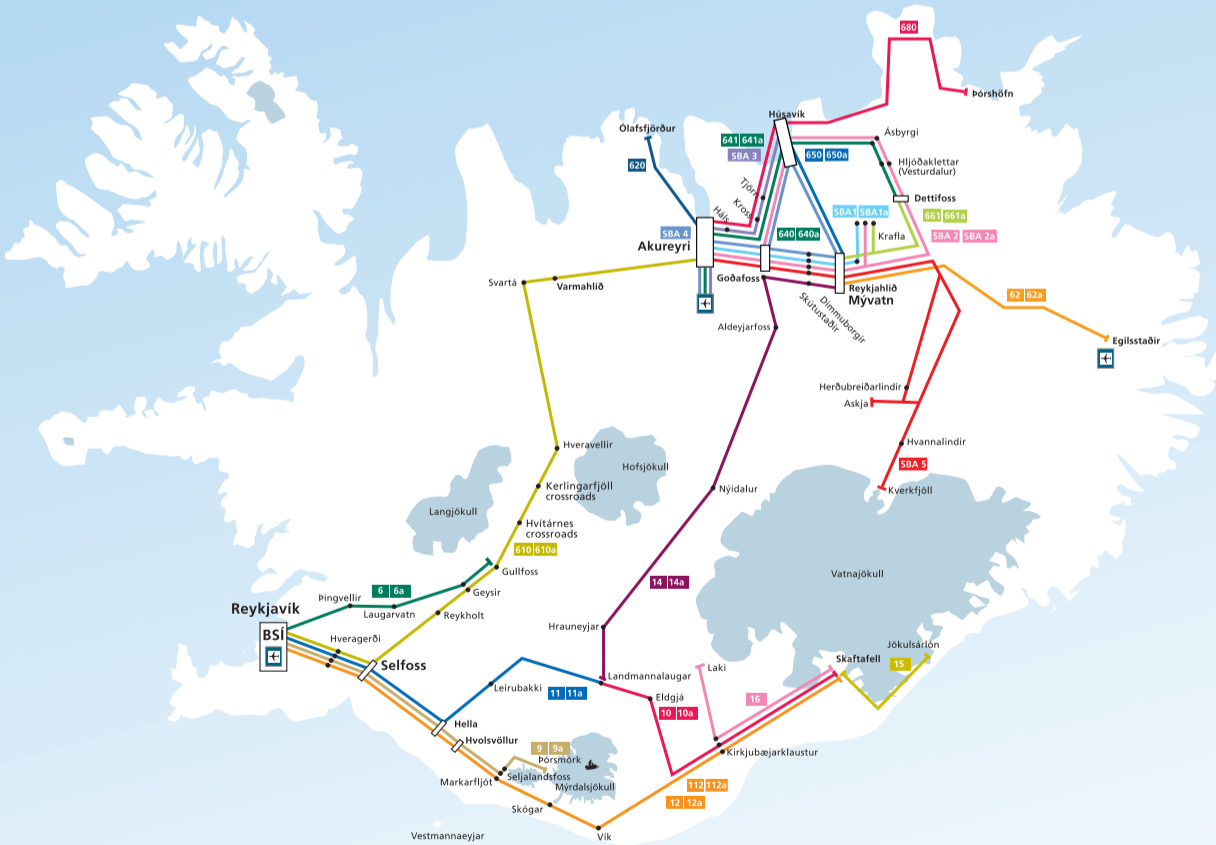 680
Þórshöfn
Húsavík
Ólafsfjörður
641 641a
SBA 3
650 650a
Ásbyrgi
620
Hljóðaklettar
(Vesturdalur)
Tjörn
Kross
Háls
Dettifoss
SBA1 SBA1a
661 661a
SBA 4
640 640a
Krafla
SBA 2 SBA 2a
Akureyri
Svartá
Varmahlíð
Goðafoss
Reykjahlíð
Mývatn
Skútustaðir
Dimmuborgir
62 62a
Aldeyjarfoss
Egilsstaðir
Herðubreiðarlindir
Askja
Hveravellir
Hvannalindir
Hofsjökull
SBA 5
Kerlingarfjöll
crossroads
Nýidalur
Kverkfjöll
Langjökull
Hvítárnes
crossroads
610 610a
Gullfoss
Vatnajökull
14 14a
6 6a
Geysir
Þingvellir
Laugarvatn
Reykholt
Reykjavík
BSÍ
Hveragerði
Hrauneyjar
Selfoss
Jökulsárlón
Skaftafell
15
Laki
Landmannalaugar
Leirubakki
11 11a
Eldgjá
16
10 10a
Hella
Hvolsvöllur
9 9a
Þórsmörk
Kirkjubæjarklaustur
Markarfljót
Seljalandsfoss
Mýrdalsjökull
112 112a
12 12a
Skógar
Vestmannaeyjar
Vík